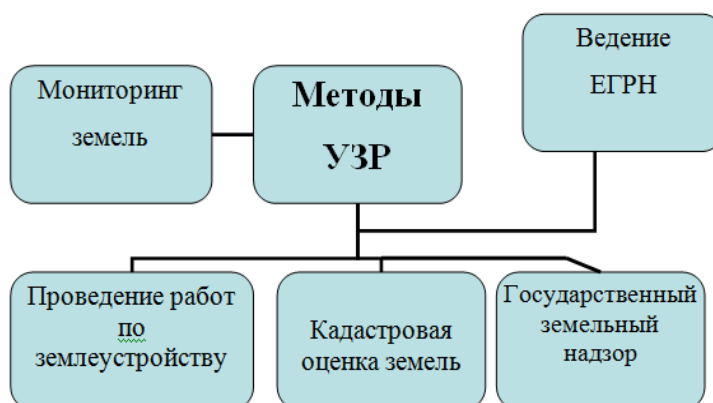 Мониторинг
земель
Методы
УЗР
Ведение
ЕГРН
Проведение работ
по
землеустройству
Кадастровая
оценка земель
Государственный
земельный
надзор